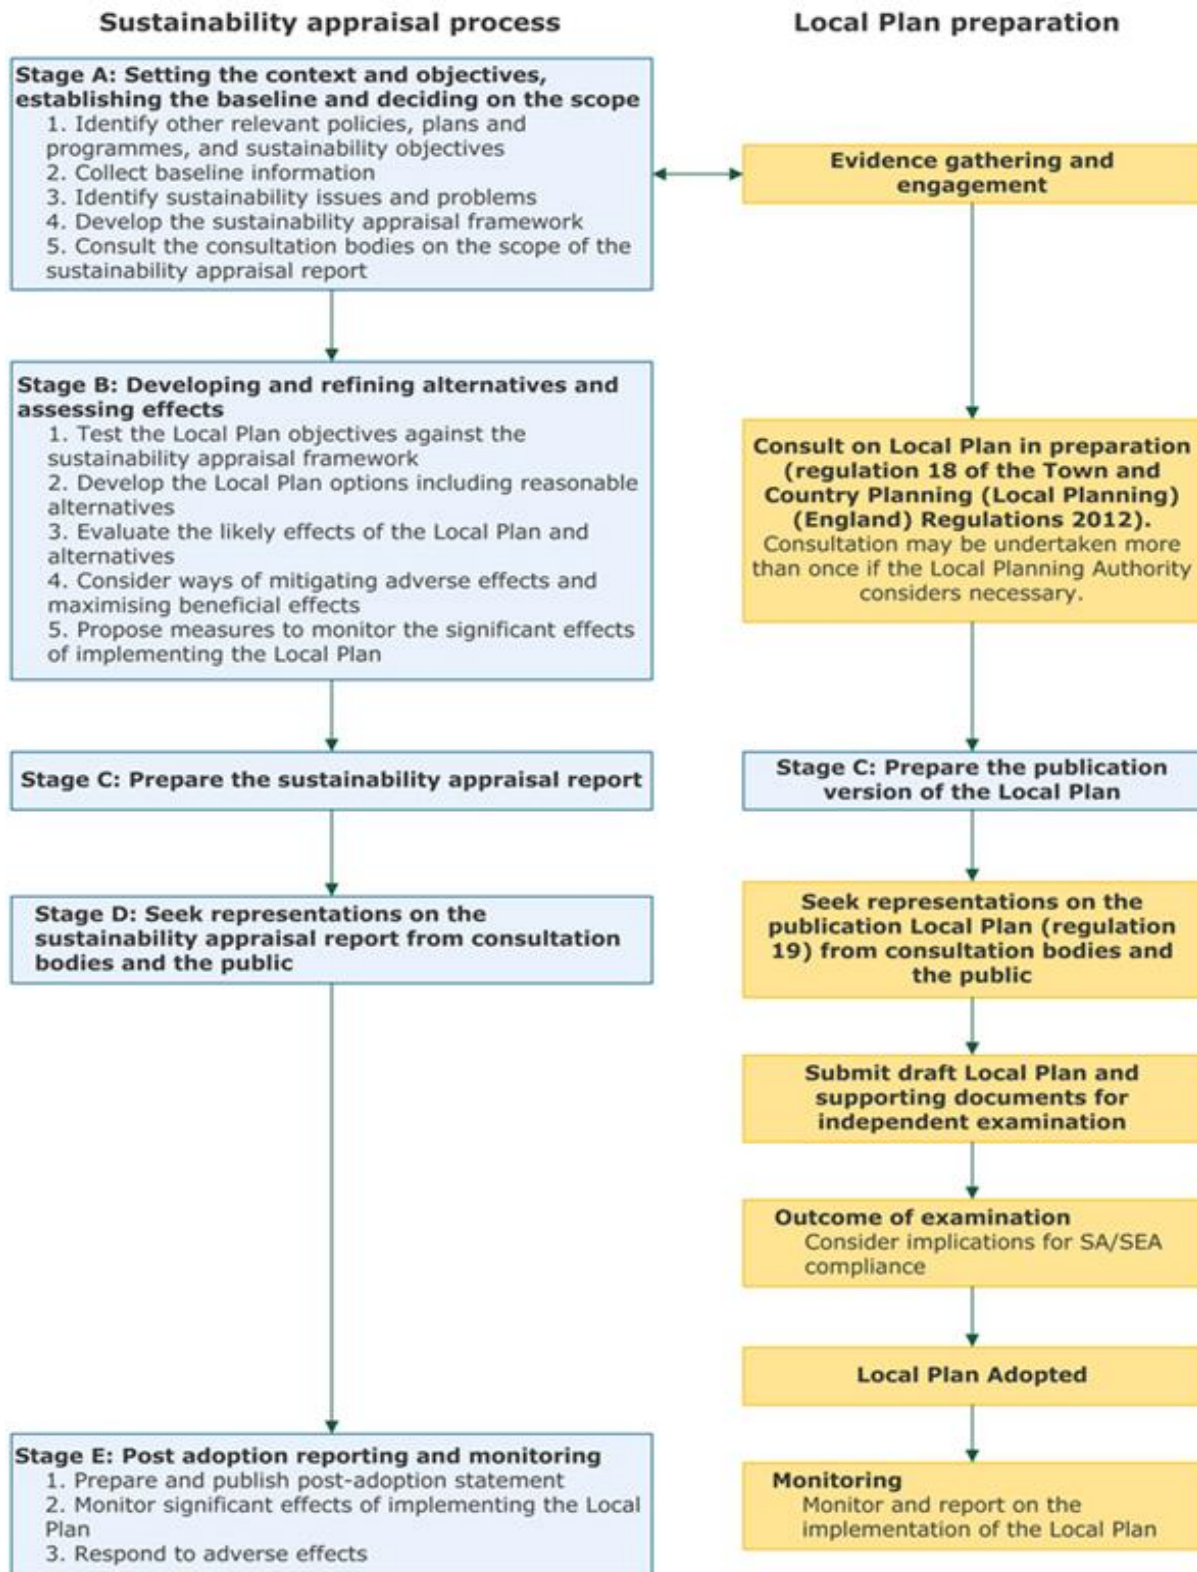 Sustainability appraisal process
Local Plan preparation
Stage A: Setting the context and objectives,
establishing the baseline and deciding on the scope
1. Identify other relevant policies, plans and
programmes, and sustainability objectives
2. Collect baseline information
3. Identify sustainability issues and problems
4. Develop the sustainability appraisal framework
5. Consult the consultation bodies on the scope of the
sustainability appraisal report
Evidence gathering and
engagement
Stage B: Developing and refining alternatives and
assessing effects
1. Test the Local Plan objectives against the
sustainability appraisal framework
2. Develop the Local Plan options including reasonable
alternatives
3. Evaluate the likely effects of the Local Plan and
alternatives
4. Consider ways of mitigating adverse effects and
maximising beneficial effects
5. Propose measures to monitor the significant effects
of implementing the Local Plan
Consult on Local Plan in preparation
(regulation 18 of the Town and
Country Planning (Local Planning)
(England) Regulations 2012).
Consultation may be undertaken more
than once if the Local Planning Authority
considers necessary.
Stage C: Prepare the sustainability appraisal report
Stage C: Prepare the publication
version of the Local Plan
Stage D: Seek representations on the
sustainability appraisal report from consultation
bodies and the public
Seek representations on the
publication Local Plan (regulation
19) from consultation bodies and
the public
Submit draft Local Plan and
supporting documents for
independent examination
Outcome of examination
Consider implications for SA/SEA
compliance
Local Plan Adopted
Stage E: Post adoption reporting and monitoring
1. Prepare and publish post-adoption statement
2. Monitor significant effects of implementing the Local
Plan
3. Respond to adverse effects
Monitoring
Monitor and report on the
implementation of the Local Plan